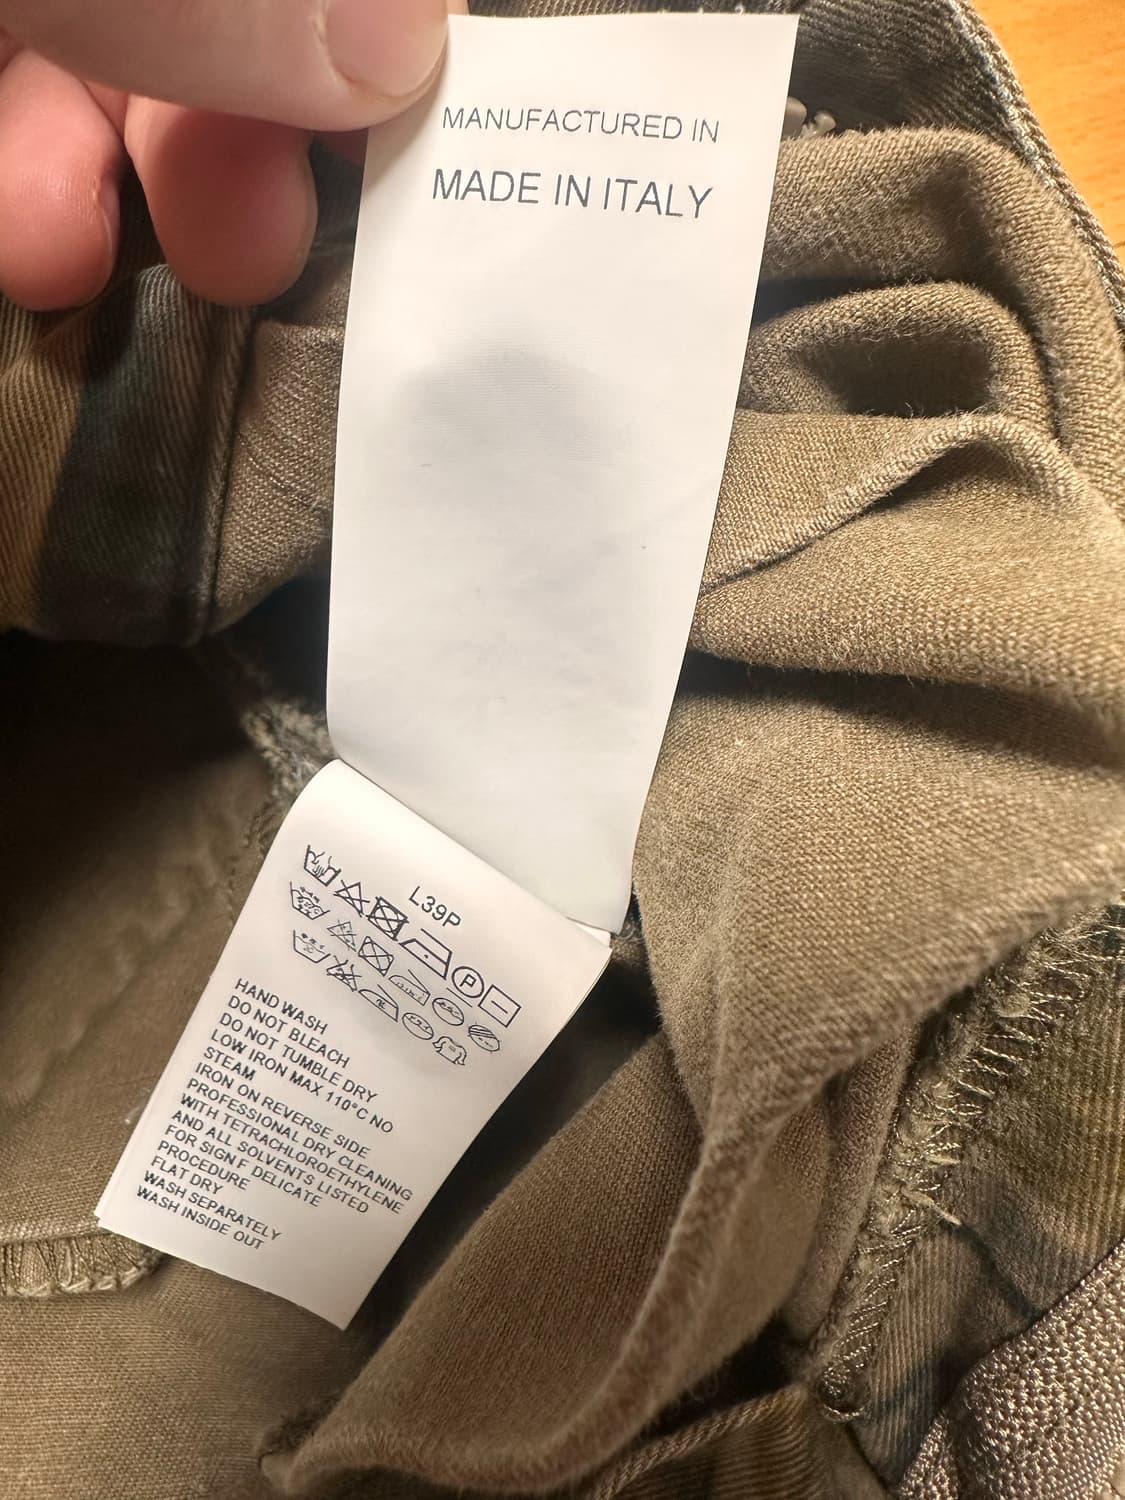 MANUFACTURED IN
MADE IN ITALY
L39P
P
HAND WASH
DO NOT BLEACH
DO NOT TUMBLE DRY
LOW IRON MAX 110°C NO
STEAM
IRON ON REVERSE SIDE
PROFESSIONAL DRY CLEANING
WITH TETRACHLOROETHYLENE
AND ALL SOLVENTS LISTED
FOR SIGN F DELICATE
PROCEDURE
FLAT DRY
WASH SEPARATELY
WASH INSIDE OUT